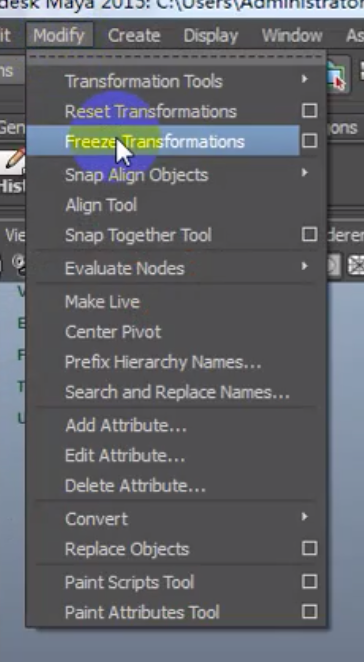 desk Maya 2015: C:\Users\Administrator
it Modify Create Display Window As
ns
Transformation Tools
Reset Transformations
Gen
Freeze Transformations
ons
Hist
Snap Align Objects
Align Tool
Vie
Snap Together Tool
derer
Evaluate Nodes
V
Make Live
E
Center Pivot
F
Prefix Hierarchy Names...
T
Search and Replace Names...
U
Add Attribute...
Edit Attribute...
Delete Attribute...
Convert
Replace Objects
Paint Scripts Tool
Paint Attributes Tool